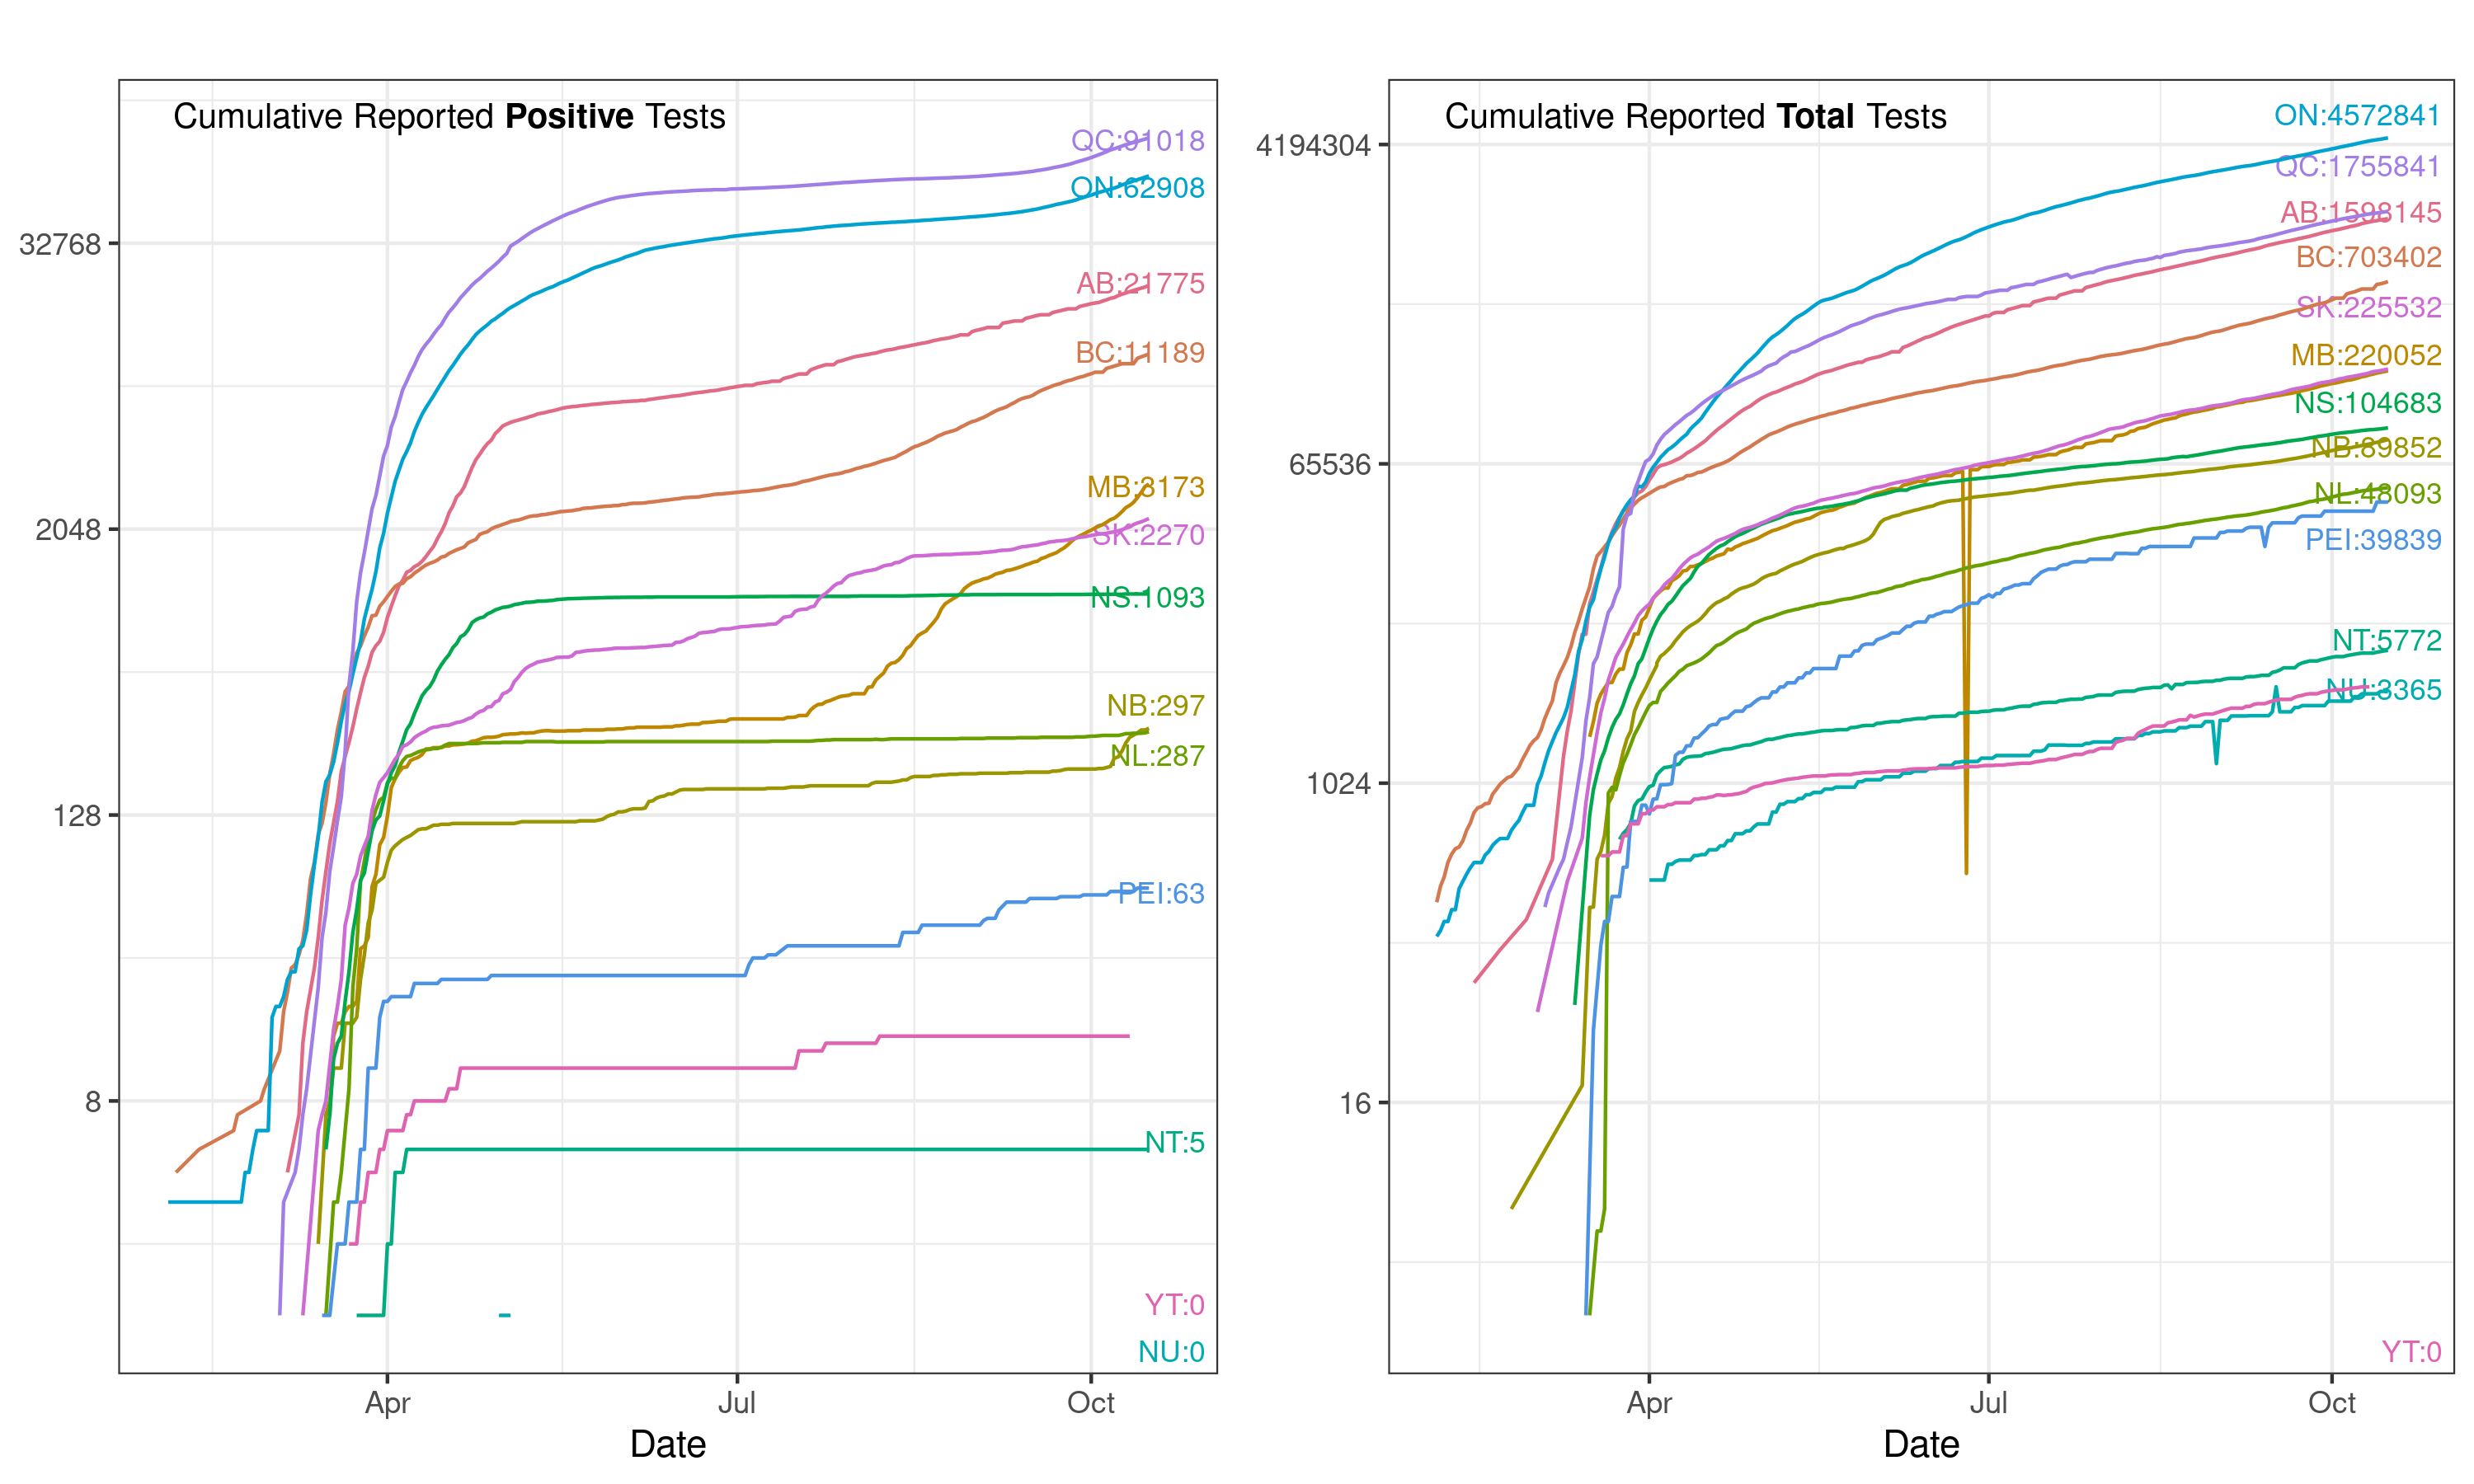 Cumulative Reported Positive Tests
QC:91018
ON:62908
AB:21775
BC:11189
MB:3173
SK:2270
NS:1093
NB:297
NL:287
PEI:63
NT:5
YT:0
NU:0
32768
2048
128
8
Apr
Jul
Oct
Date
Cumulative Reported Total Tests
ON:4572841
QC:1755841
AB:1598145
BC:703402
SK:225532
MB:220052
NS:104683
NB:89852
NL:48093
PEI:39839
NT:5772
NU:3365
YT:0
4194304
65536
1024
16
Apr
Jul
Oct
Date